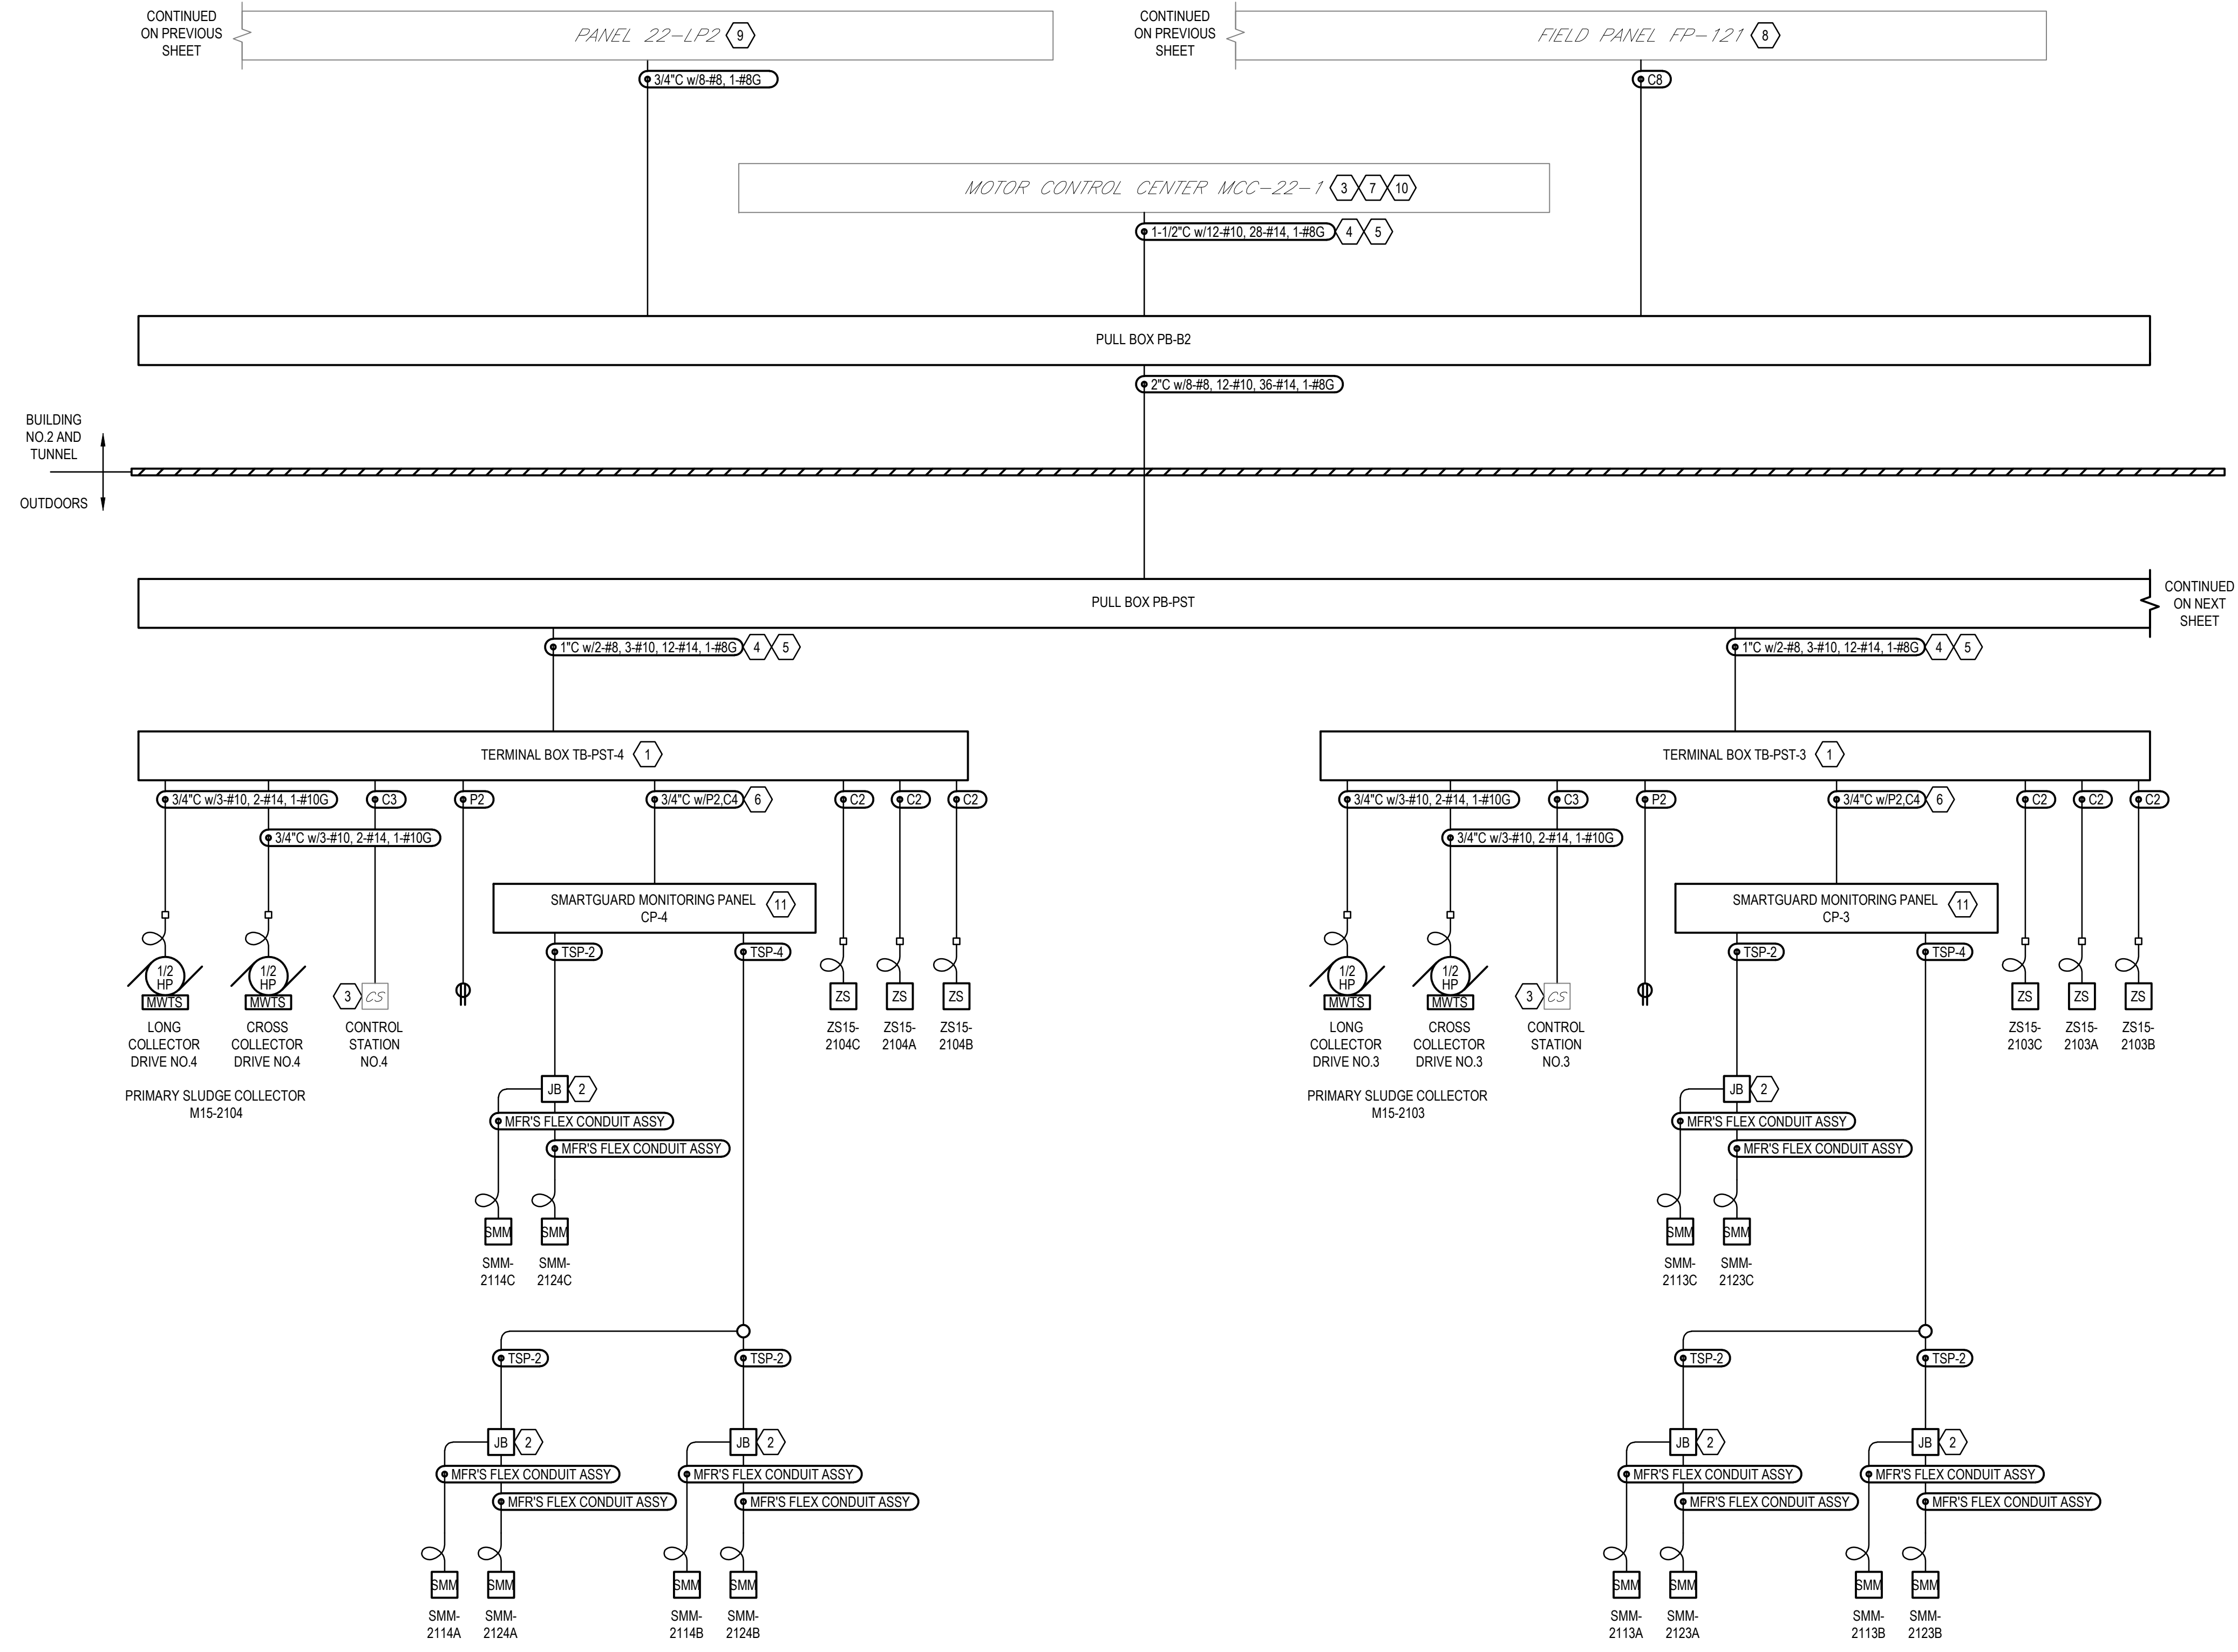 CONTINUED
ON PREVIOUS
SHEET
PANEL 22-LP2 9
CONTINUED
ON PREVIOUS
SHEET
FIELD PANEL FP-121 8
3/4"C w/8-#8, 1-#8G
C8
MOTOR CONTROL CENTER MCC-22-1 3 7 10
1-1/2"C w/12-#10, 28-#14, 1-#8G 4 5
PULL BOX PB-B2
2"C w/8-#8, 12-#10, 36-#14, 1-#8G
BUILDING
NO.2 AND
TUNNEL
OUTDOORS
PULL BOX PB-PST
CONTINUED
ON NEXT
SHEET
1"C w/2-#8, 3-#10, 12-#14, 1-#8G 4 5
1"C w/2-#8, 3-#10, 12-#14, 1-#8G 4 5
TERMINAL BOX TB-PST-4 1
TERMINAL BOX TB-PST-3 1
3/4"C w/3-#10, 2-#14, 1-#10G
C3
P2
3/4"C w/P2,C4 6
C2
C2
C2
3/4"C w/3-#10, 2-#14, 1-#10G
C3
P2
3/4"C w/P2,C4 6
C2
C2
C2
3/4"C w/3-#10, 2-#14, 1-#10G
3/4"C w/3-#10, 2-#14, 1-#10G
SMARTGUARD MONITORING PANEL
CP-4
11
SMARTGUARD MONITORING PANEL
CP-3
11
TSP-2
TSP-4
TSP-2
TSP-4
1/2
HP
MWTS
1/2
HP
MWTS
3 CS
ZS
ZS
ZS
1/2
HP
MWTS
1/2
HP
MWTS
3 CS
ZS
ZS
ZS
LONG
COLLECTOR
DRIVE NO.4
CROSS
COLLECTOR
DRIVE NO.4
CONTROL
STATION
NO.4
ZS15-
2104C
ZS15-
2104A
ZS15-
2104B
LONG
COLLECTOR
DRIVE NO.3
CROSS
COLLECTOR
DRIVE NO.3
CONTROL
STATION
NO.3
ZS15-
2103C
ZS15-
2103A
ZS15-
2103B
PRIMARY SLUDGE COLLECTOR
M15-2104
PRIMARY SLUDGE COLLECTOR
M15-2103
JB 2
MFR'S FLEX CONDUIT ASSY
MFR'S FLEX CONDUIT ASSY
SMM
SMM
SMM-
2114C
SMM-
2124C
JB 2
MFR'S FLEX CONDUIT ASSY
MFR'S FLEX CONDUIT ASSY
SMM
SMM
SMM-
2113C
SMM-
2123C
TSP-2
TSP-2
TSP-2
TSP-2
JB 2
JB 2
JB 2
JB 2
MFR'S FLEX CONDUIT ASSY
MFR'S FLEX CONDUIT ASSY
MFR'S FLEX CONDUIT ASSY
MFR'S FLEX CONDUIT ASSY
MFR'S FLEX CONDUIT ASSY
MFR'S FLEX CONDUIT ASSY
MFR'S FLEX CONDUIT ASSY
MFR'S FLEX CONDUIT ASSY
SMM
SMM
SMM
SMM
SMM
SMM
SMM
SMM
SMM-
2114A
SMM-
2124A
SMM-
2114B
SMM-
2124B
SMM-
2113A
SMM-
2123A
SMM-
2113B
SMM-
2123B